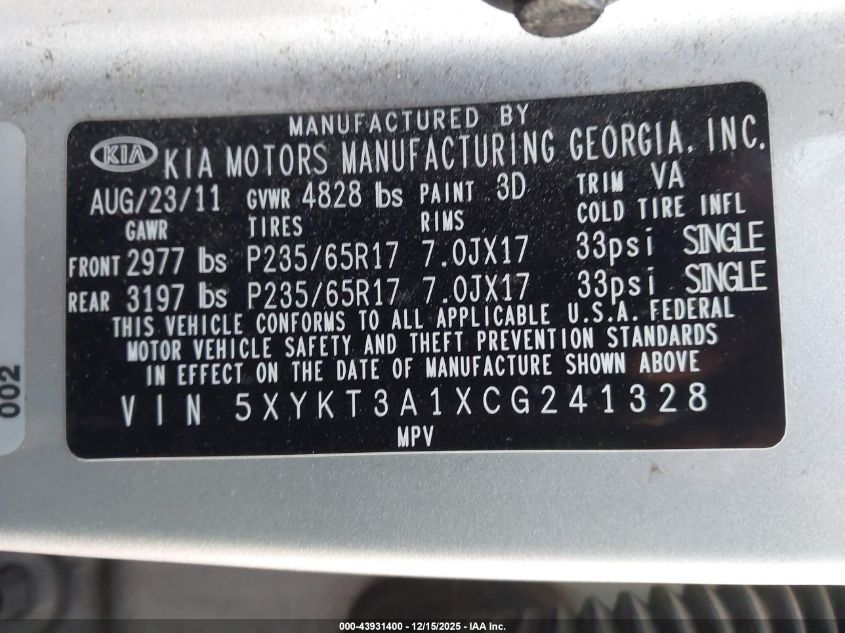 MANUFACTURED BY
KIA KIA MOTORS MANUFACTURING GEORGIA, INC.
AUG/23/11 GVWR 4828 lbs PAINT 3D TRIM VA
GAWR TIRES RIMS COLD TIRE INFL
FRONT 2977 lbs P235/65R17 7.0JX17 33psi SINGLE
REAR 3197 lbs P235/65R17 7.0JX17 33psi SINGLE
THIS VEHICLE CONFORMS TO ALL APPLICABLE U.S.A. FEDERAL
MOTOR VEHICLE SAFETY AND THEFT PREVENTION STANDARDS
IN EFFECT ON THE DATE OF MANUFACTURE SHOWN ABOVE
VIN 5XYKT3A1XCG241328
MPV
002
000-43931400 - 12/15/2025 - IAA Inc.